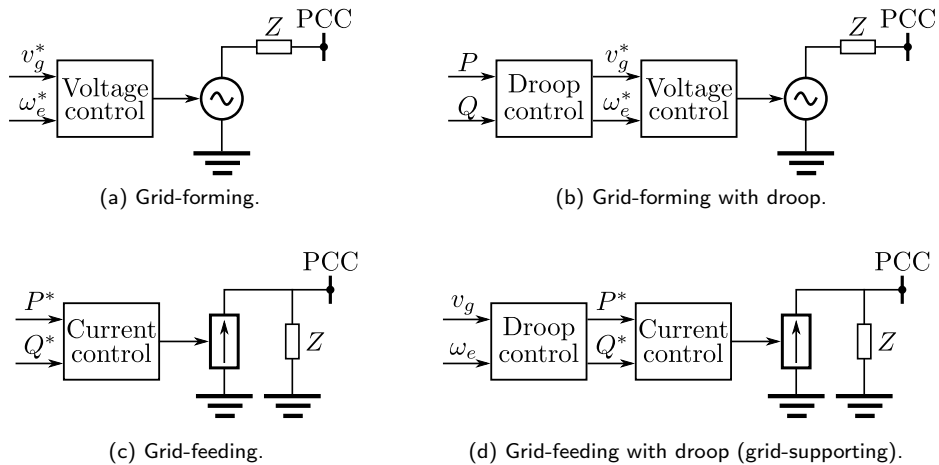 PCC
Z
v_g^*
ω_e^*
Voltage
control
(a) Grid-forming.
PCC
Z
P
Q
Droop
control
v_g^*
ω_e^*
Voltage
control
(b) Grid-forming with droop.
PCC
P*
Q*
Current
control
Z
(c) Grid-feeding.
PCC
v_g
ω_e
Droop
control
P*
Q*
Current
control
Z
(d) Grid-feeding with droop (grid-supporting).